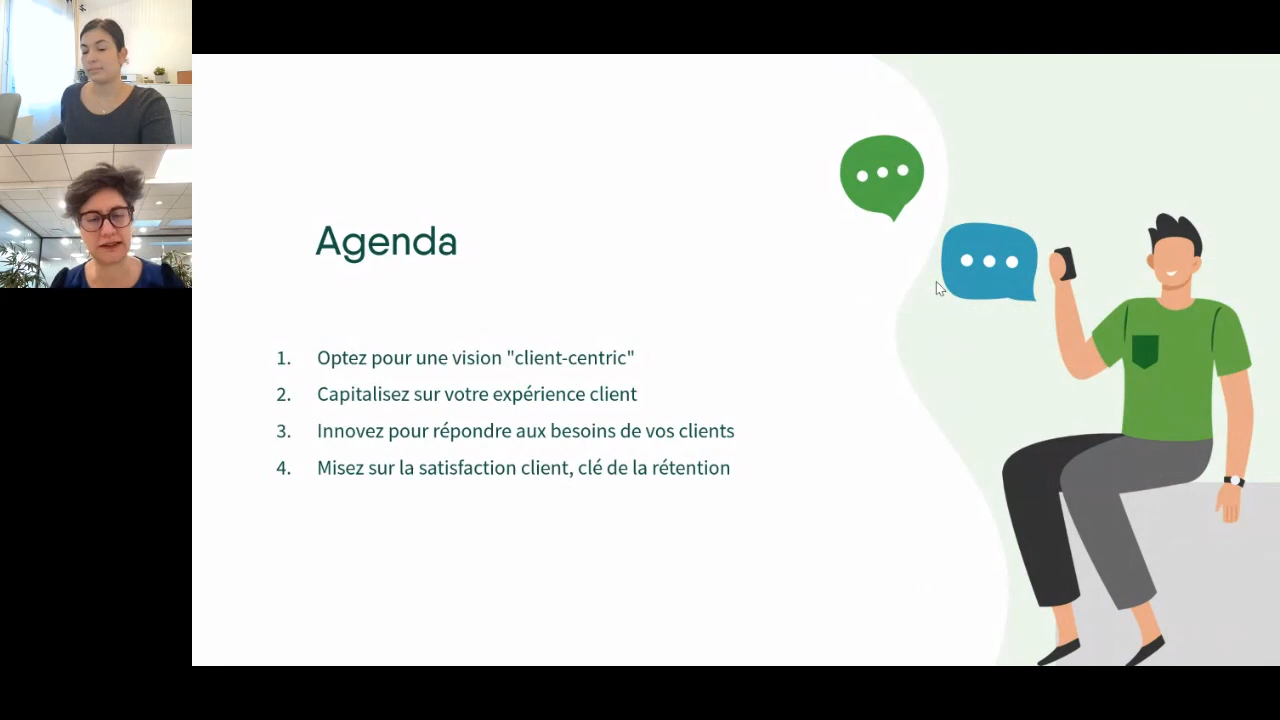 Agenda
1. Optez pour une vision "client-centric"
2. Capitalisez sur votre expérience client
3. Innovez pour répondre aux besoins de vos clients
4. Misez sur la satisfaction client, clé de la rétention